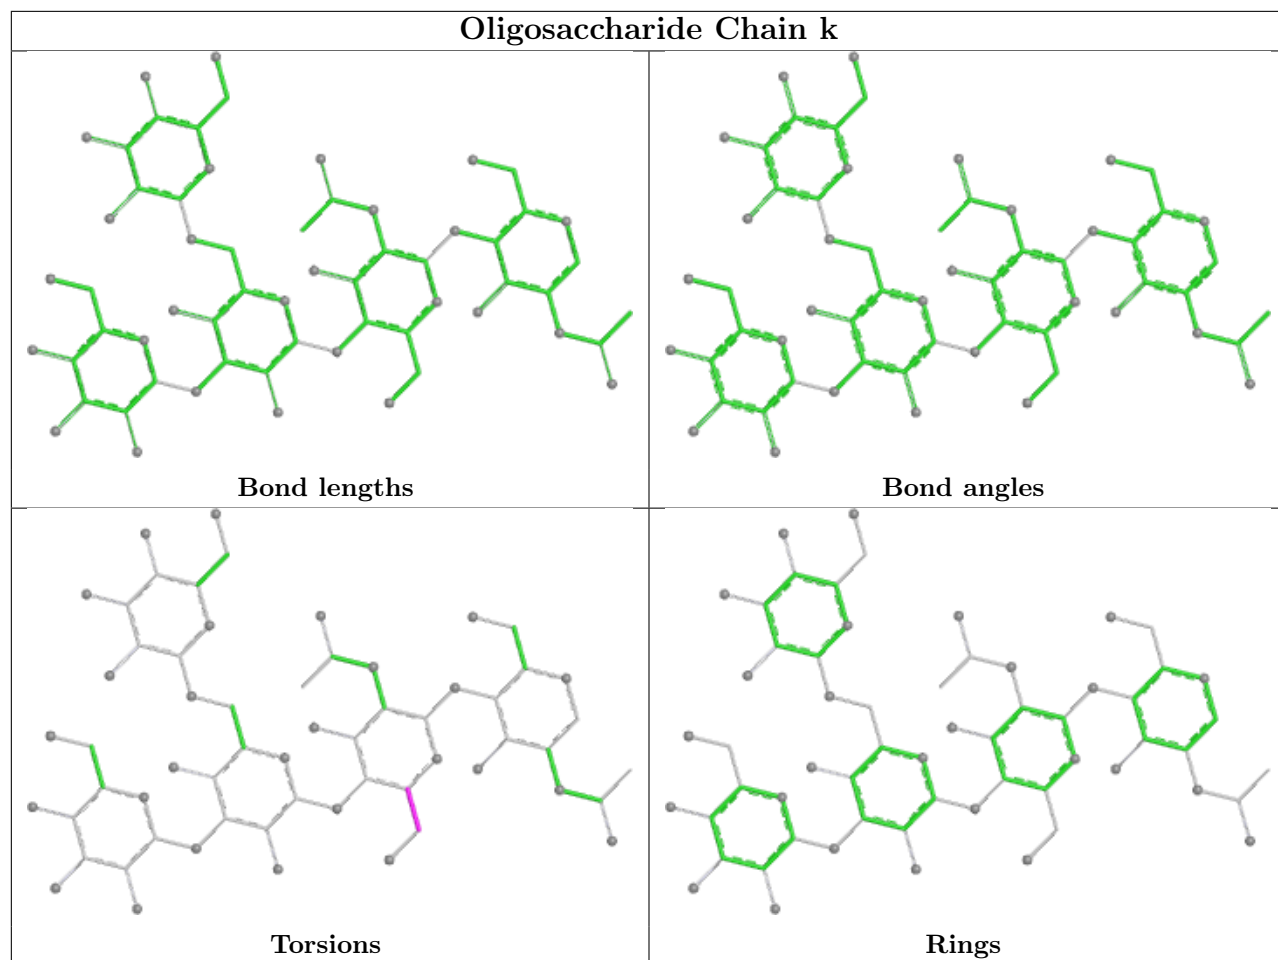 Oligosaccharide Chain k
Bond lengths
Bond angles
Torsions
Rings